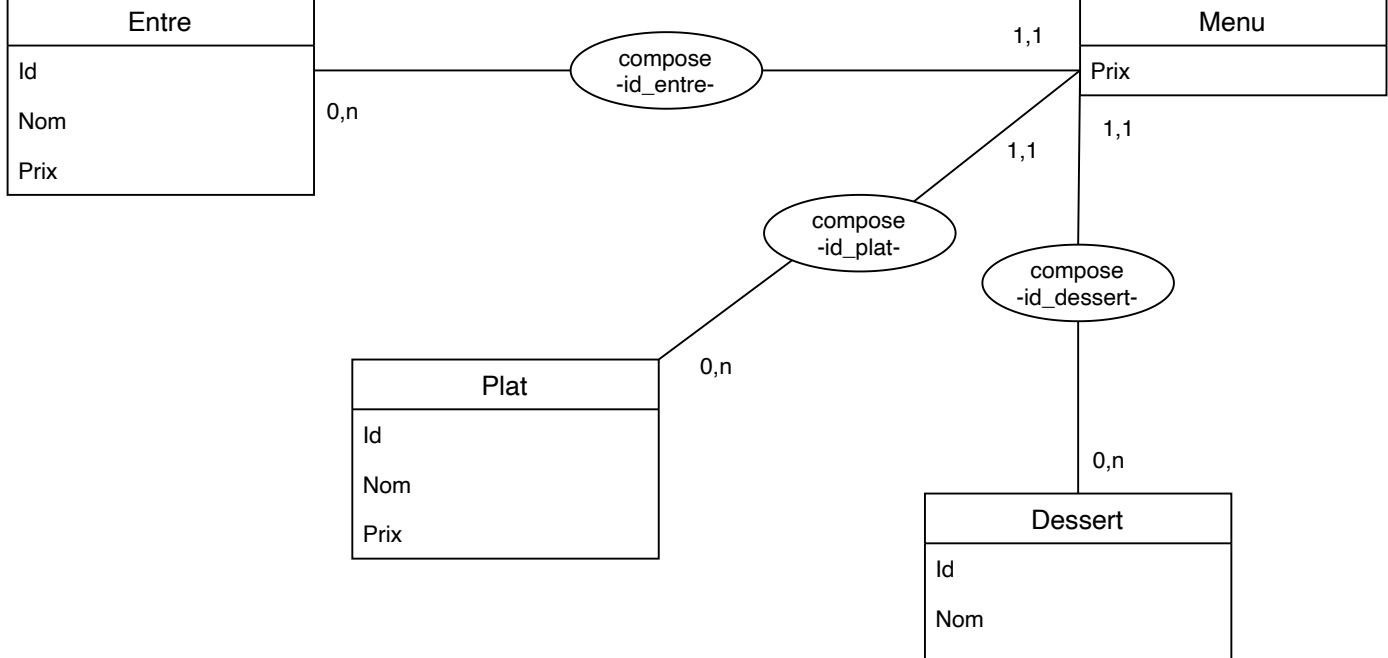 Entre
Id
Nom
Prix
0,n
compose
-id_entre-
1,1
Menu
Prix
1,1
1,1
compose
-id_plat-
compose
-id_dessert-
0,n
Plat
Id
Nom
Prix
0,n
Dessert
Id
Nom